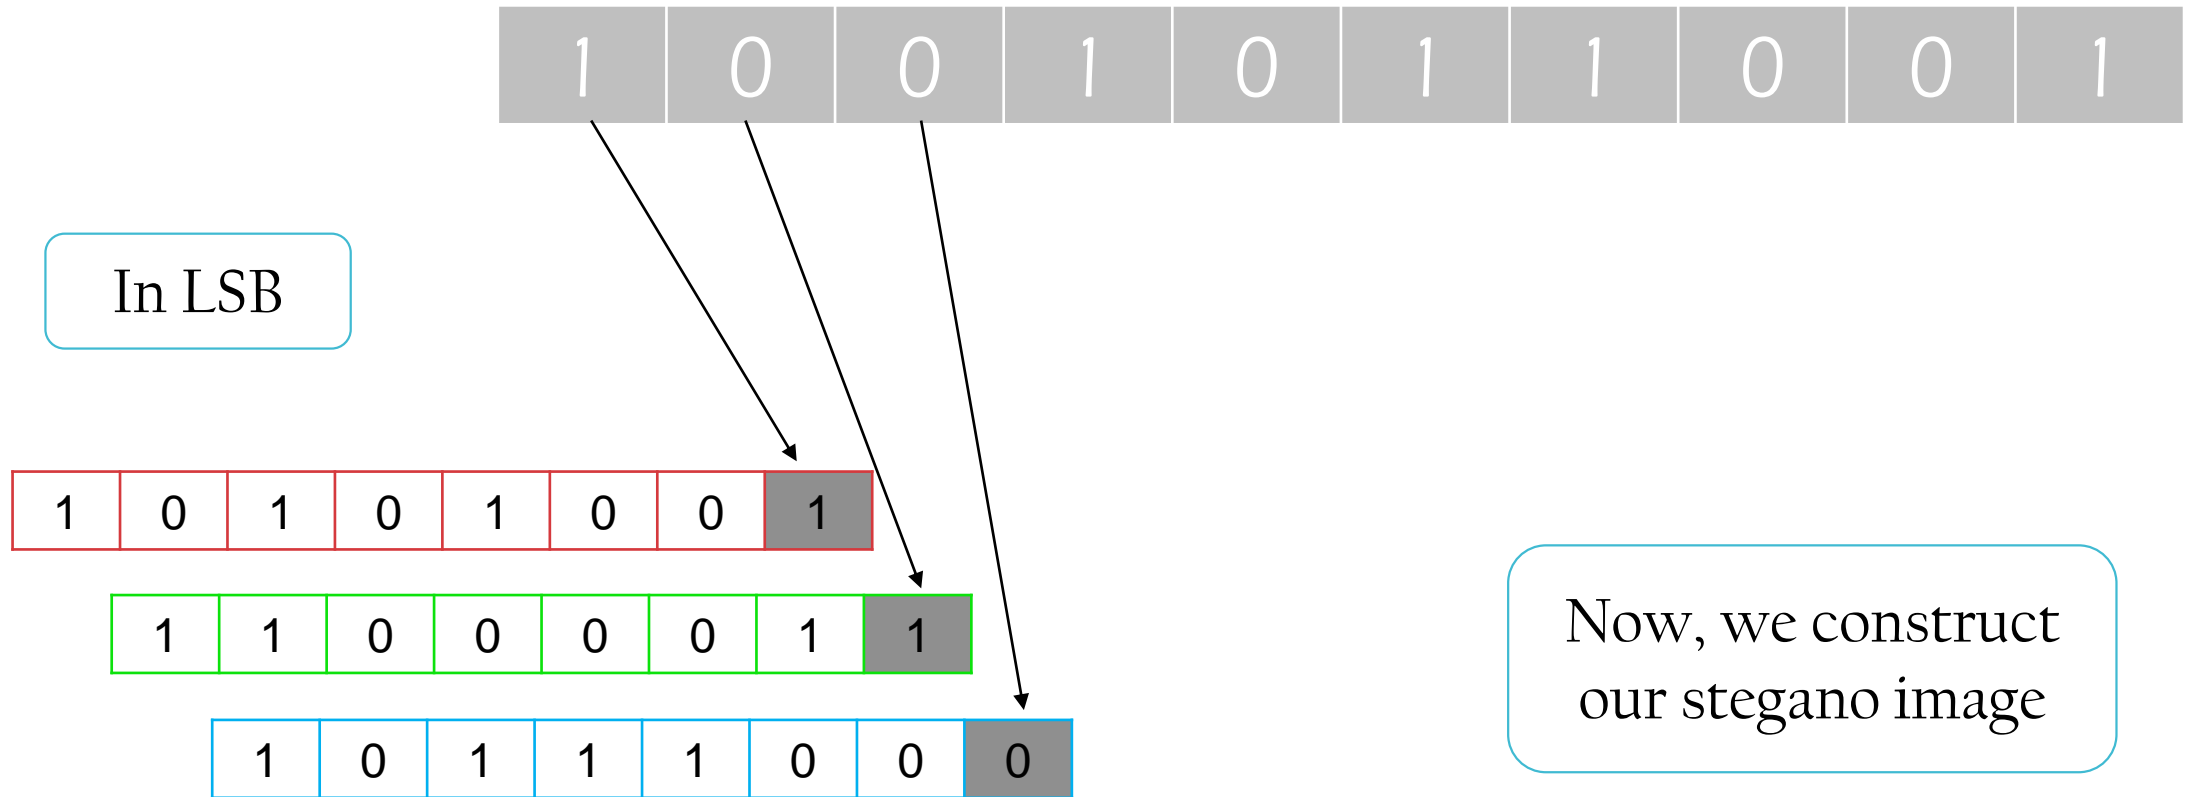 1 0 0 1 0 1 1 0 0 1
In LSB
1 0 1 0 1 0 0 1
1 1 0 0 0 0 1 1
1 0 1 1 1 0 0 0
Now, we construct
our stegano image